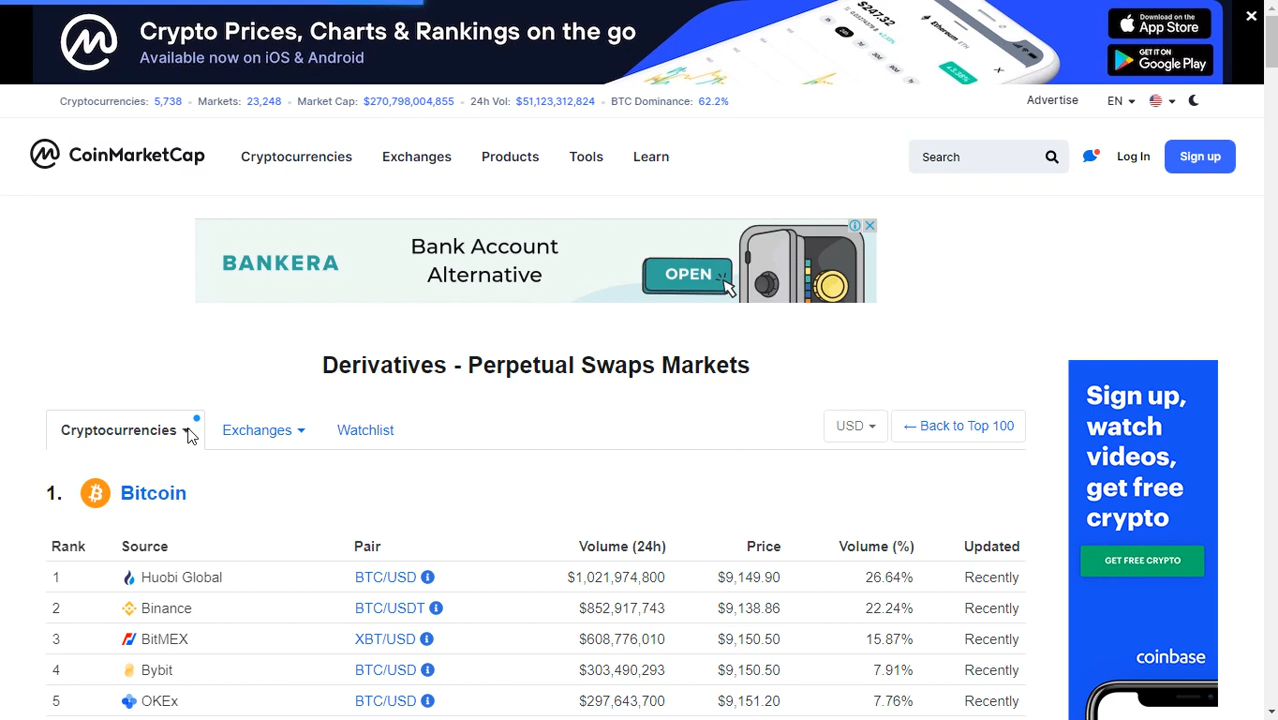 Crypto Prices, Charts & Rankings on the go
Available now on iOS & Android
$247.32
Download on the
App Store
GET IT ON
Google Play
Cryptocurrencies: 5,738 • Markets: 23,248 • Market Cap: $270,798,004,855 • 24h Vol: $51,123,312,824 • BTC Dominance: 62.2%
Advertise EN
CoinMarketCap Cryptocurrencies Exchanges Products Tools Learn Search Log In Sign up
BANKERA
Bank Account
Alternative
OPEN
Derivatives - Perpetual Swaps Markets
Cryptocurrencies Exchanges Watchlist USD ← Back to Top 100
1. Bitcoin
Rank Source Pair Volume (24h) Price Volume (%) Updated
1 Huobi Global BTC/USD $1,021,974,800 $9,149.90 26.64% Recently
2 Binance BTC/USDT $852,917,743 $9,138.86 22.24% Recently
3 BitMEX XBT/USD $608,776,010 $9,150.50 15.87% Recently
4 Bybit BTC/USD $303,490,293 $9,150.50 7.91% Recently
5 OKEx BTC/USD $297,643,700 $9,151.20 7.76% Recently
Sign up,
watch
videos,
get free
crypto
GET FREE CRYPTO
coinbase